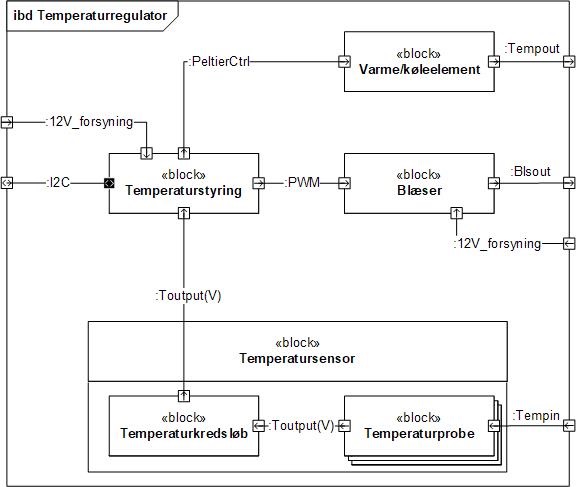 ibd Temperaturregulator
«block»
Varme/køleelement
:PeltierCtrl
:Tempout
:12V_forsyning
«block»
Temperaturstyring
:I2C
:PWM
«block»
Blæser
:Blsout
:12V_forsyning
:Toutput(V)
«block»
Temperatursensor
«block»
Temperaturkredsløb
:Toutput(V)
«block»
Temperaturprobe
:Tempin